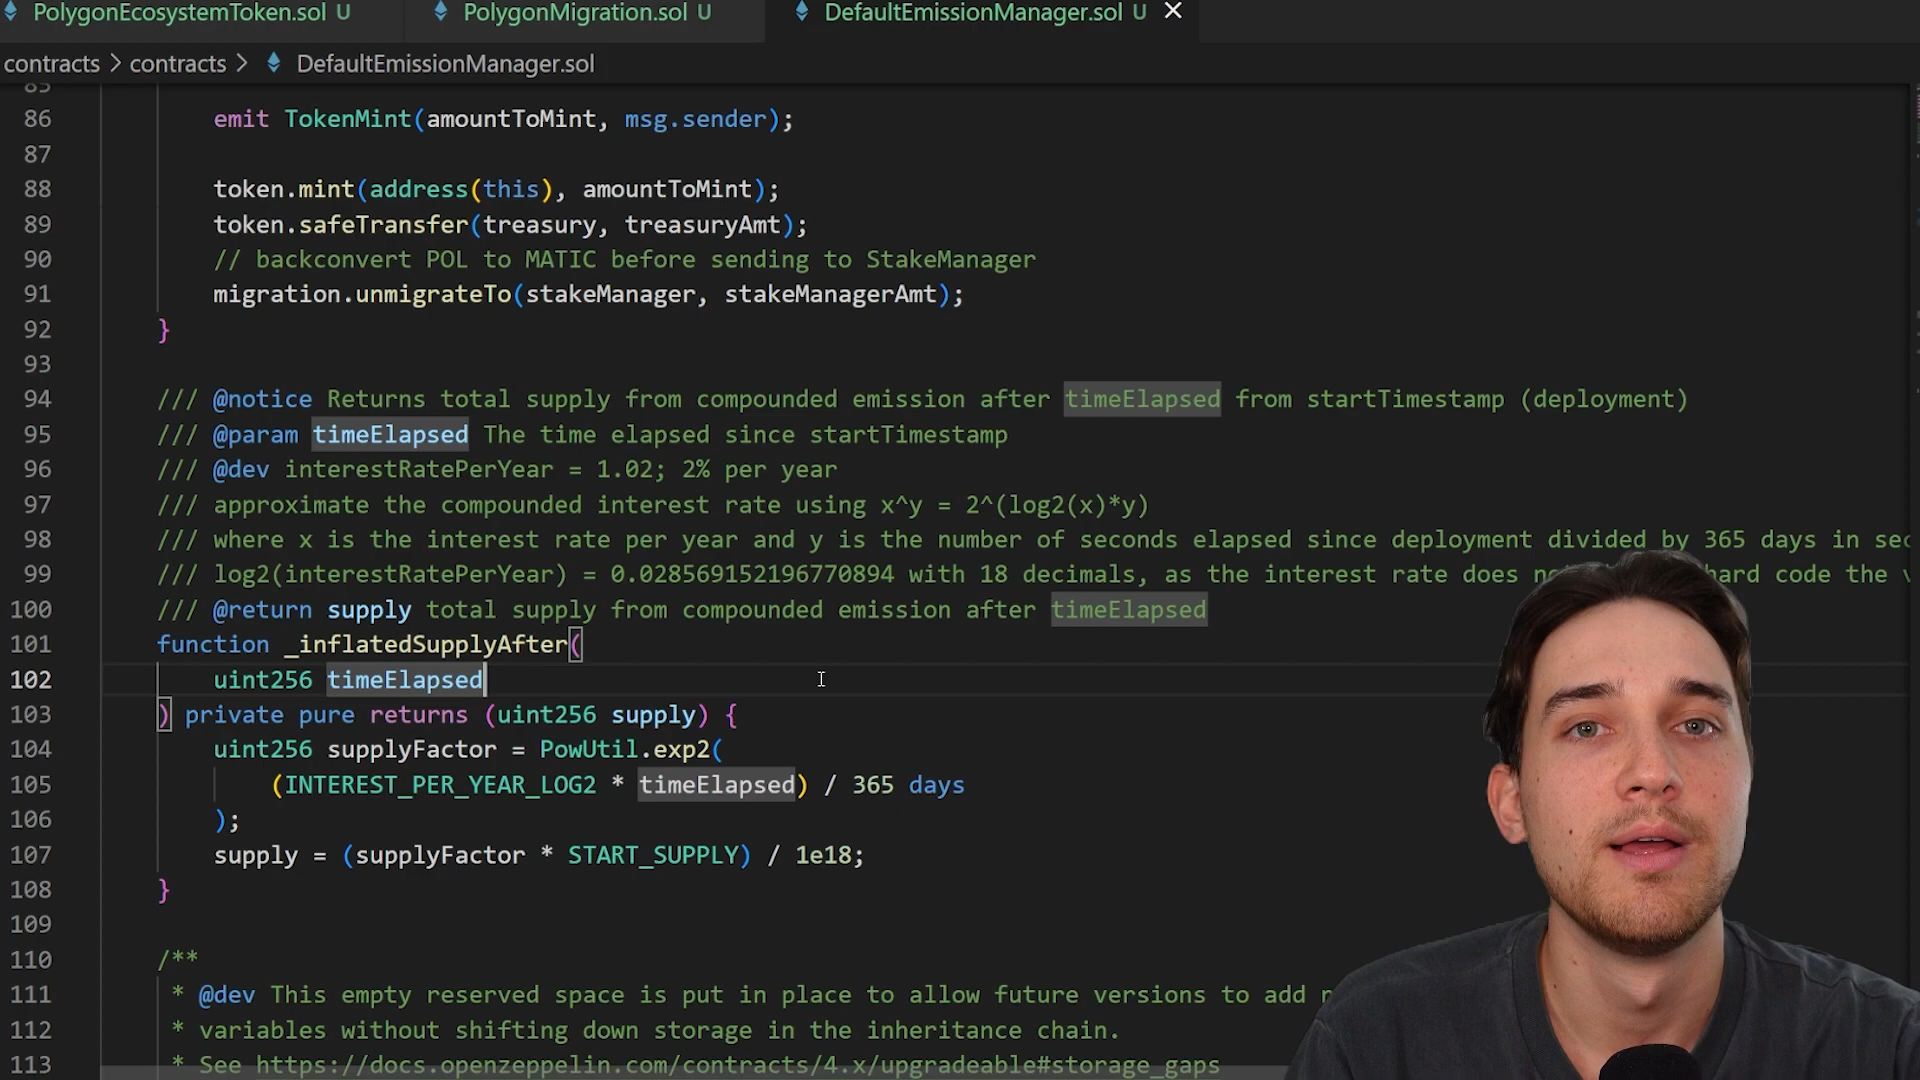 PolygonEcosystemToken.sol U PolygonMigration.sol U DefaultEmissionManager.sol U
contracts > contracts > DefaultEmissionManager.sol
85
86 emit TokenMint(amountToMint, msg.sender);
87
88 token.mint(address(this), amountToMint);
89 token.safeTransfer(treasury, treasuryAmt);
90 // backconvert POL to MATIC before sending to StakeManager
91 migration.unmigrateTo(stakeManager, stakeManagerAmt);
92 }
93
94 /// @notice Returns total supply from compounded emission after timeElapsed from startTimestamp (deployment)
95 /// @param timeElapsed The time elapsed since startTimestamp
96 /// @dev interestRatePerYear = 1.02; 2% per year
97 /// approximate the compounded interest rate using x^y = 2^(log2(x)*y)
98 /// where x is the interest rate per year and y is the number of seconds elapsed since deployment divided by 365 days in
99 /// log2(interestRatePerYear) = 0.028569152196770894 with 18 decimals, as the interest rate does hard code the
100 /// @return supply total supply from compounded emission after timeElapsed
101 function _inflatedSupplyAfter(
102 uint256 timeElapsed
103 ) private pure returns (uint256 supply) {
104 uint256 supplyFactor = PowUtil.exp2(
105 (INTEREST_PER_YEAR_LOG2 * timeElapsed) / 365 days
106 );
107 supply = (supplyFactor * START_SUPPLY) / 1e18;
108 }
109
110 /**
111 * @dev This empty reserved space is put in place to allow future versions to add
112 * variables without shifting down storage in the inheritance chain.
113 * See https://docs.openzeppelin.com/contracts/4.x/upgradeable#storage_gaps